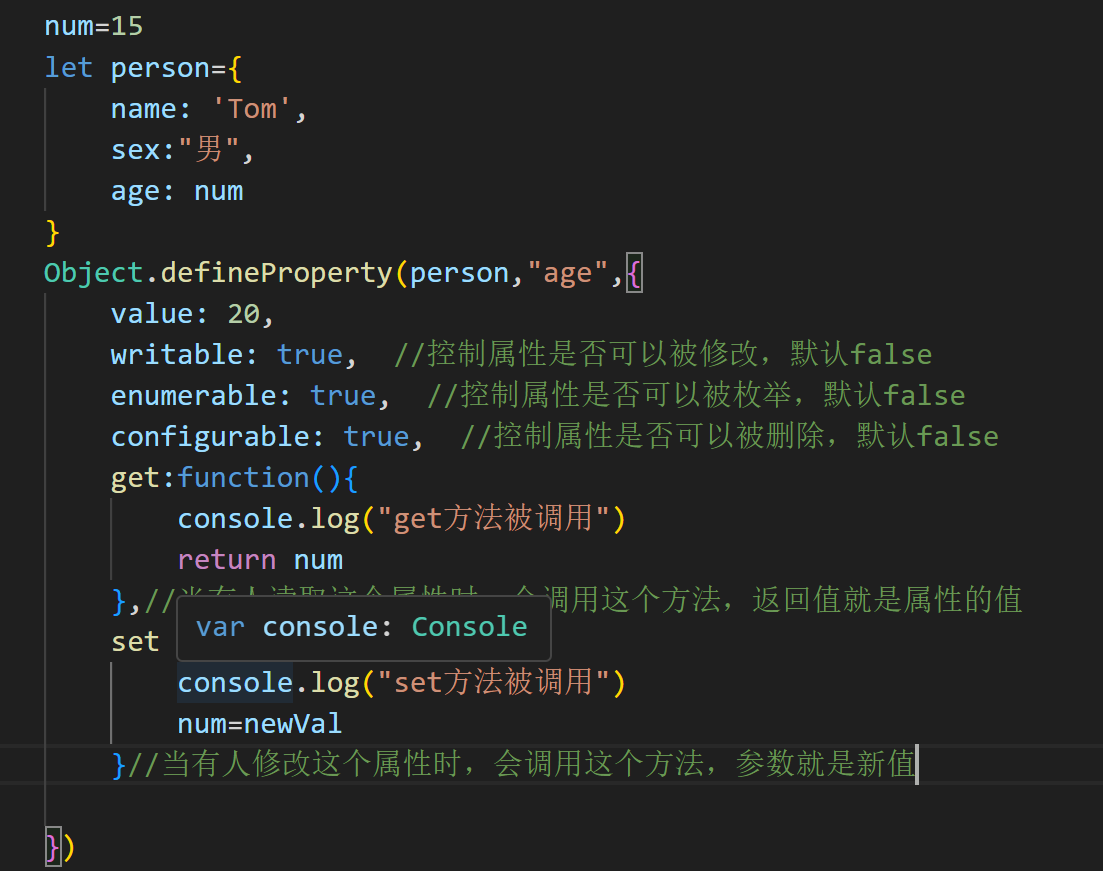 num=15
let person={
name: 'Tom',
sex:"男",
age: num
}
Object.defineProperty(person,"age",{
value: 20,
writable: true,  //控制属性是否可以被修改，默认false
enumerable: true,  //控制属性是否可以被枚举，默认false
configurable: true,  //控制属性是否可以被删除，默认false
get:function(){
console.log("get方法被调用")
return num
},//调用这个方法，返回值就是属性的值
var console: Console
set
console.log("set方法被调用")
num=newVal
}//当有人修改这个属性时，会调用这个方法，参数就是新值
})